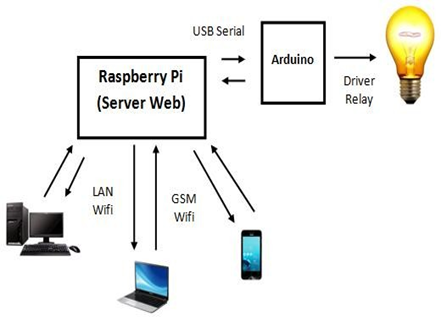 USB Serial
Raspberry Pi
(Server Web)
Arduino
Driver
Relay
LAN
Wifi
GSM
Wifi